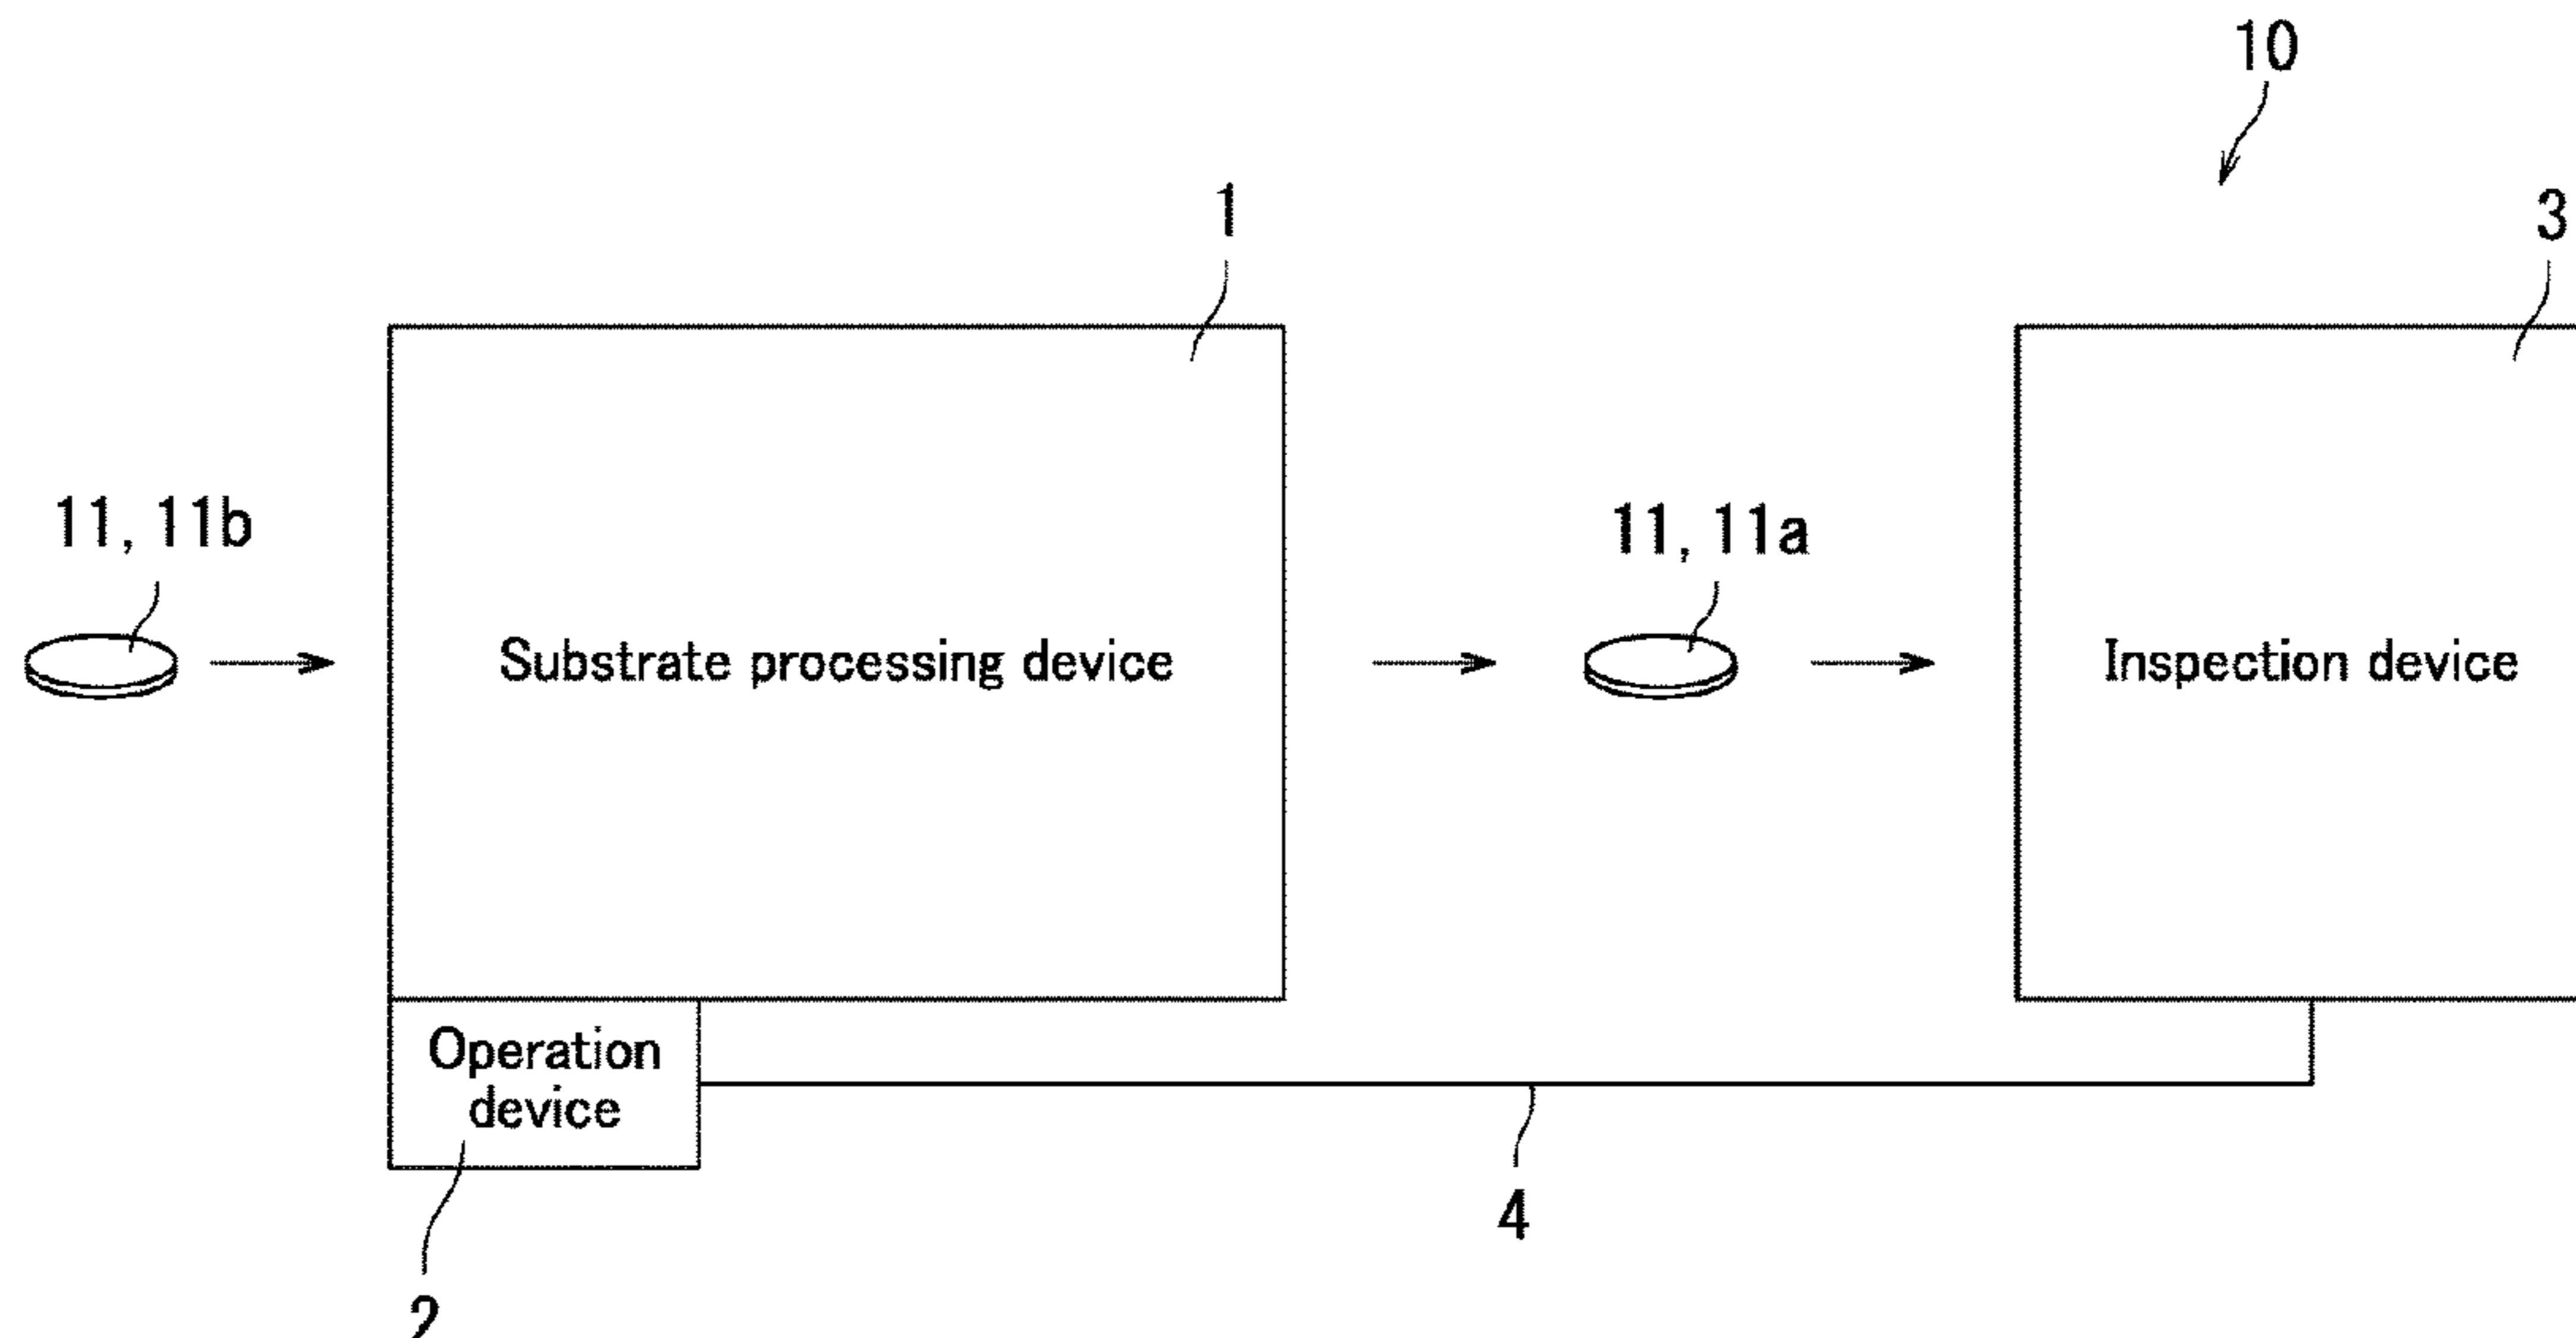 10
1
3
11, 11b
11, 11a
Substrate processing device
Inspection device
Operation
device
4
2